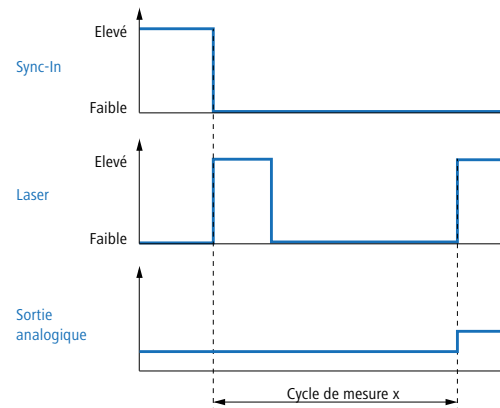 Elevé
Sync-In
Faible
Elevé
Laser
Faible
Sortie
analogique
Cycle de mesure x